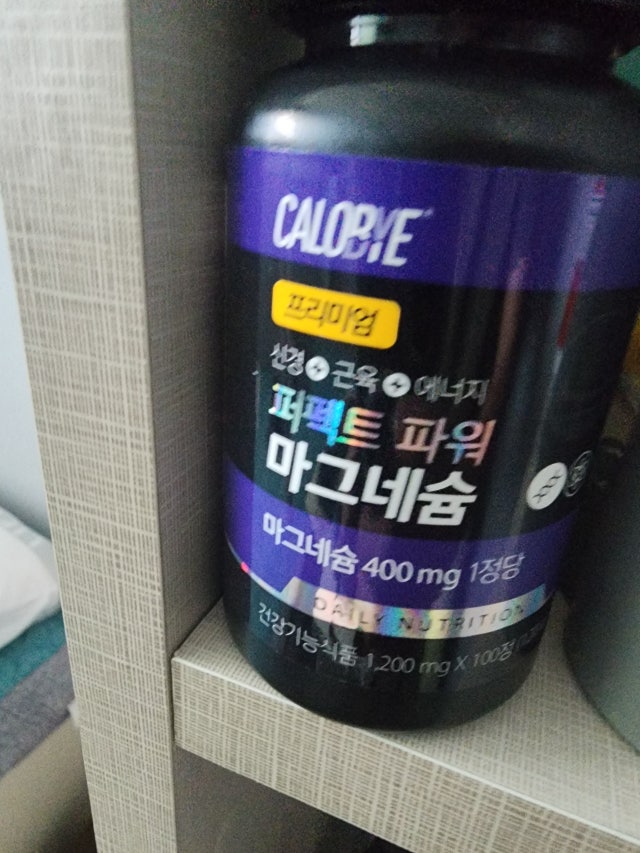 CALOBYE
프리미엄
신경 근육 에너지
퍼펙트 파워
마그네슘
마그네슘 400 mg 1정당
DAILY NUTRITION
건강기능식품 1,200 mg X 100정